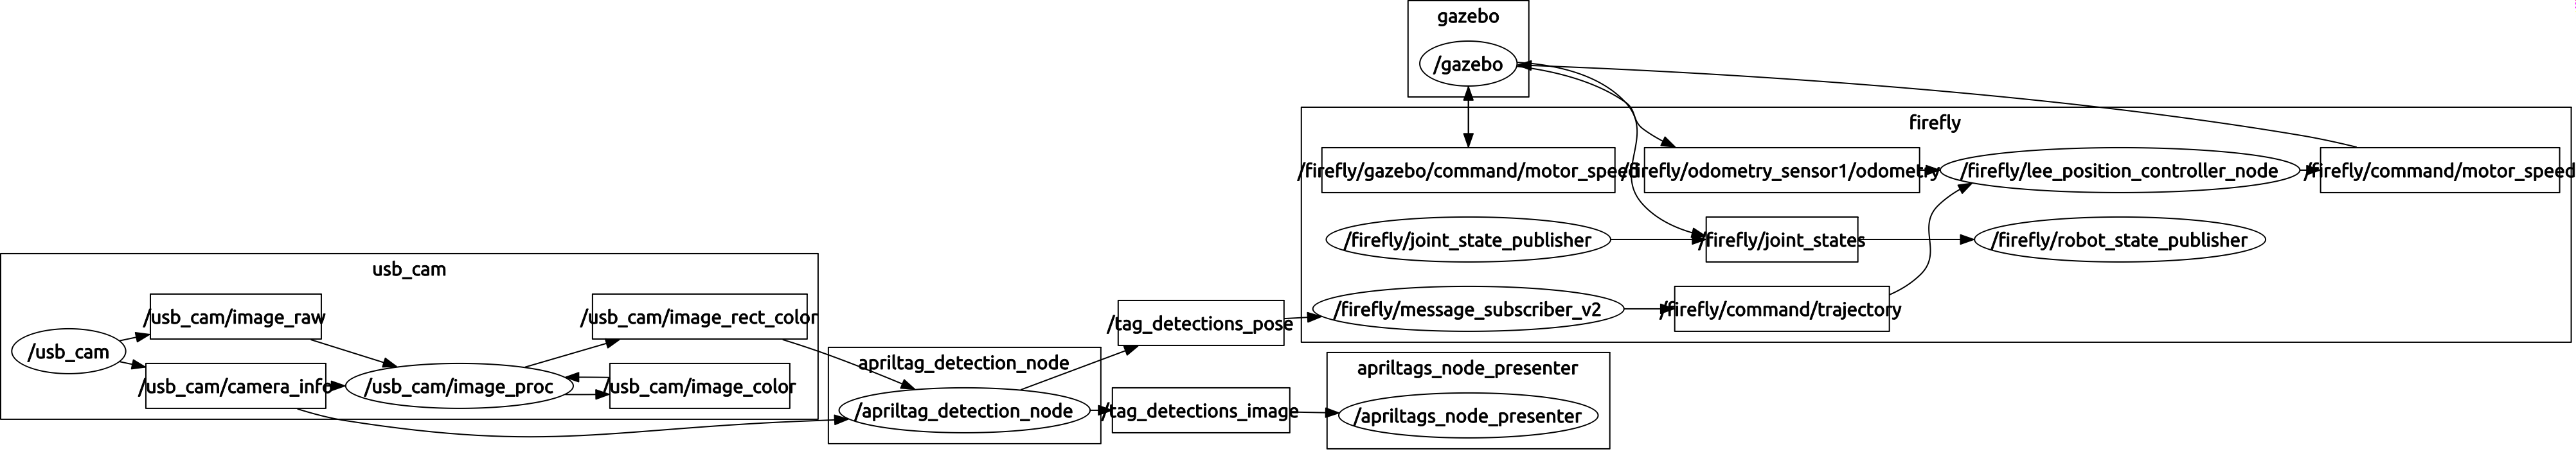 gazebo
/gazebo
firefly
/firefly/gazebo/command/motor_speed
/firefly/odometry_sensor1/odometry
/firefly/lee_position_controller_node
/firefly/command/motor_speed
/firefly/joint_state_publisher
/firefly/joint_states
/firefly/robot_state_publisher
/firefly/message_subscriber_v2
/firefly/command/trajectory
usb_cam
/usb_cam/image_raw
/usb_cam/image_rect_color
/usb_cam
/usb_cam/camera_info
/usb_cam/image_proc
/usb_cam/image_color
/tag_detections_pose
apriltag_detection_node
/apriltag_detection_node
/tag_detections_image
apriltags_node_presenter
/apriltags_node_presenter